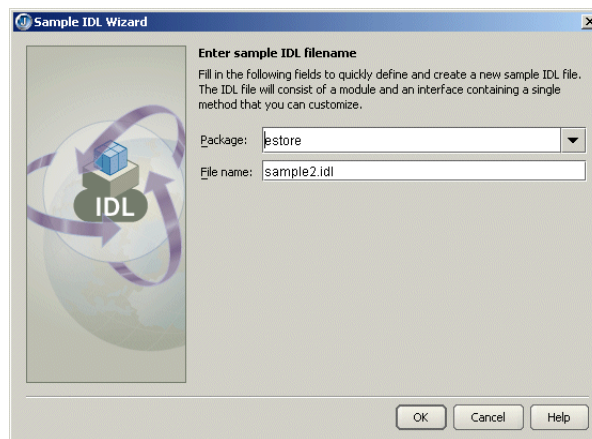 Sample IDL Wizard
Enter sample IDL filename
Fill in the following fields to quickly define and create a new sample IDL file.
The IDL file will consist of a module and an interface containing a single
method that you can customize.
Package: estore
File name: sample2.idl
IDL
OK Cancel Help